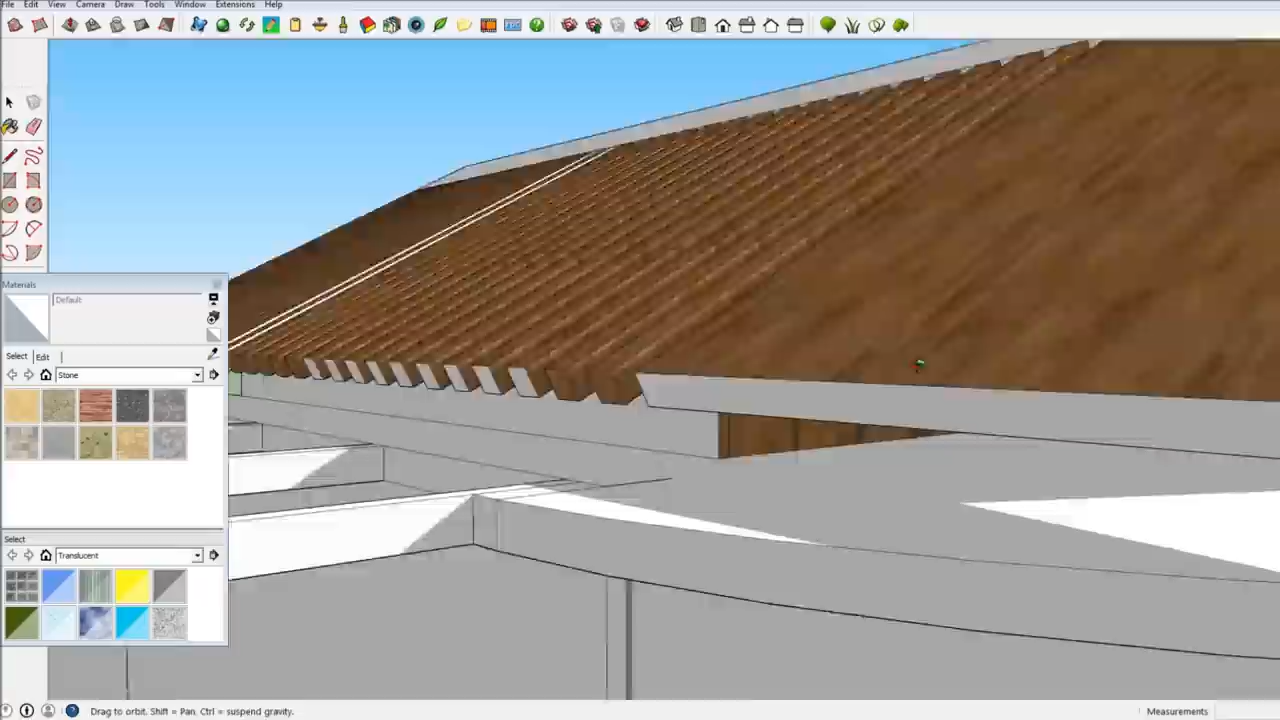 File Edit View Camera Draw Tools Window Extensions Help
Materials
Default
Select Edit
Stone
Select
Translucent
Drag to orbit. Shift = Pan, Ctrl = suspend gravity.
Measurements